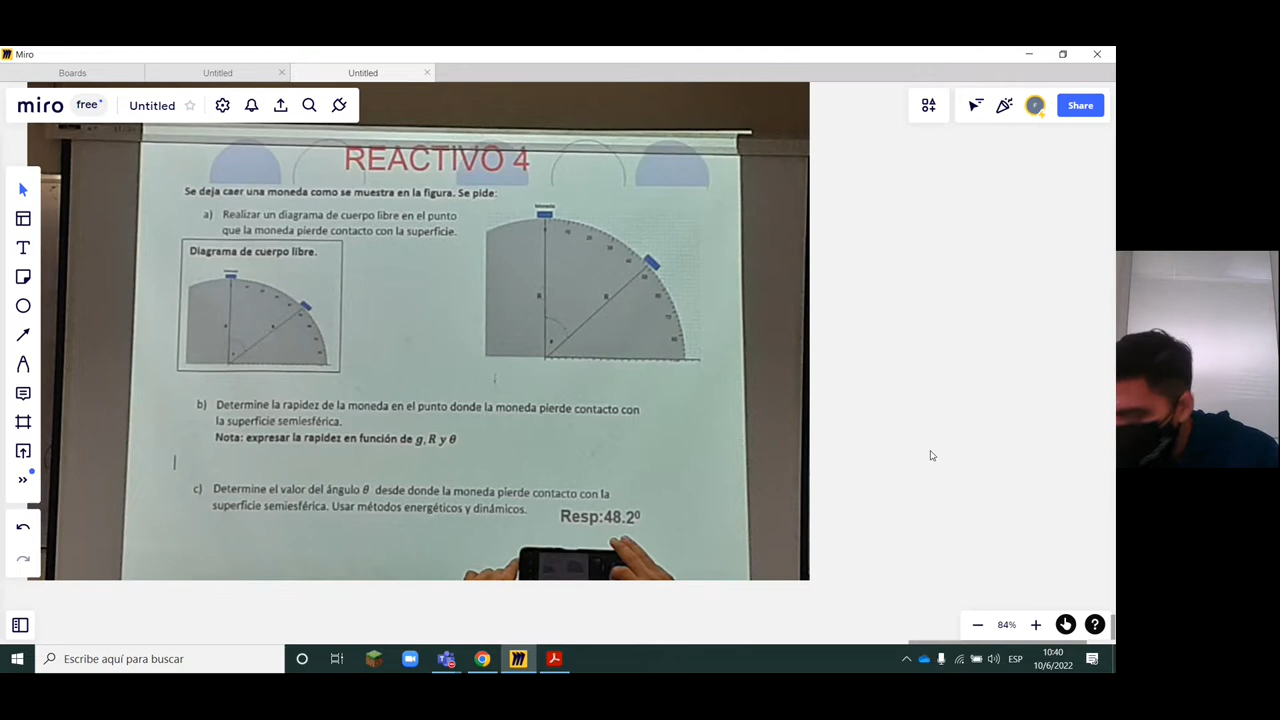 Miro
Boards
Untitled
Untitled
miro
free
Untitled
Share
REACTIVO 4
Se deja caer una moneda como se muestra en la figura. Se pide:
a) Realizar un diagrama de cuerpo libre en el punto
que la moneda pierde contacto con la superficie.
Diagrama de cuerpo libre.
R
R
θ
b) Determine la rapidez de la moneda en el punto donde la moneda pierde contacto con
la superficie semiesférica.
Nota: expresar la rapidez en función de g, R y θ
c) Determine el valor del ángulo θ desde donde la moneda pierde contacto con la
superficie semiesférica. Usar métodos energéticos y dinámicos.
Resp:48.2⁰
84%
Escribe aquí para buscar
ESP
10:40
10/6/2022